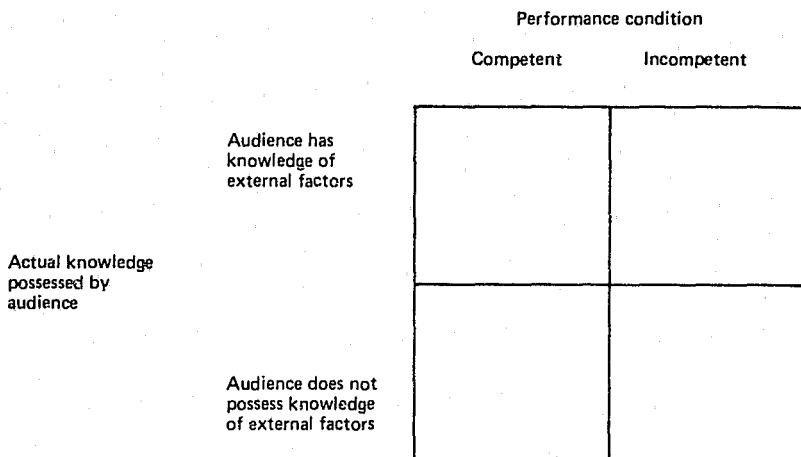 Performance condition
Competent Incompetent
Audience has
knowledge of
external factors
Actual knowledge
possessed by
audience
Audience does not
possess knowledge
of external factors